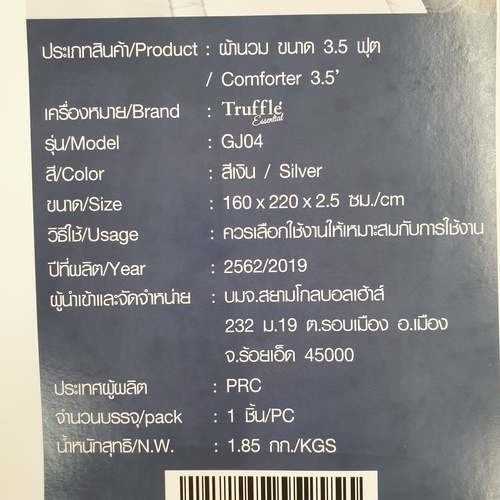 ประเภทสินค้า/Product : ผ้านวม ขนาด 3.5 ฟุต
/ Comforter 3.5'
เครื่องหมาย/Brand : Truffle Essential
รุ่น/Model : GJ04
สี/Color : สีเงิน / Silver
ขนาด/Size : 160 x 220 x 2.5 ซม./cm
วิธีใช้/Usage : ควรเลือกใช้งานให้เหมาะสมกับการใช้งาน
ปีที่ผลิต/Year : 2562/2019
ผู้นำเข้าและจัดจำหน่าย : บมจ.สยามโกลบอลเฮ้าส์
232 ม.19 ต.รอบเมือง อ.เมือง
จ.ร้อยเอ็ด 45000
ประเทศผู้ผลิต : PRC
จำนวนบรรจุ/pack : 1 ชิ้น/PC
น้ำหนักสุทธิ/N.W. : 1.85 กก./KGS